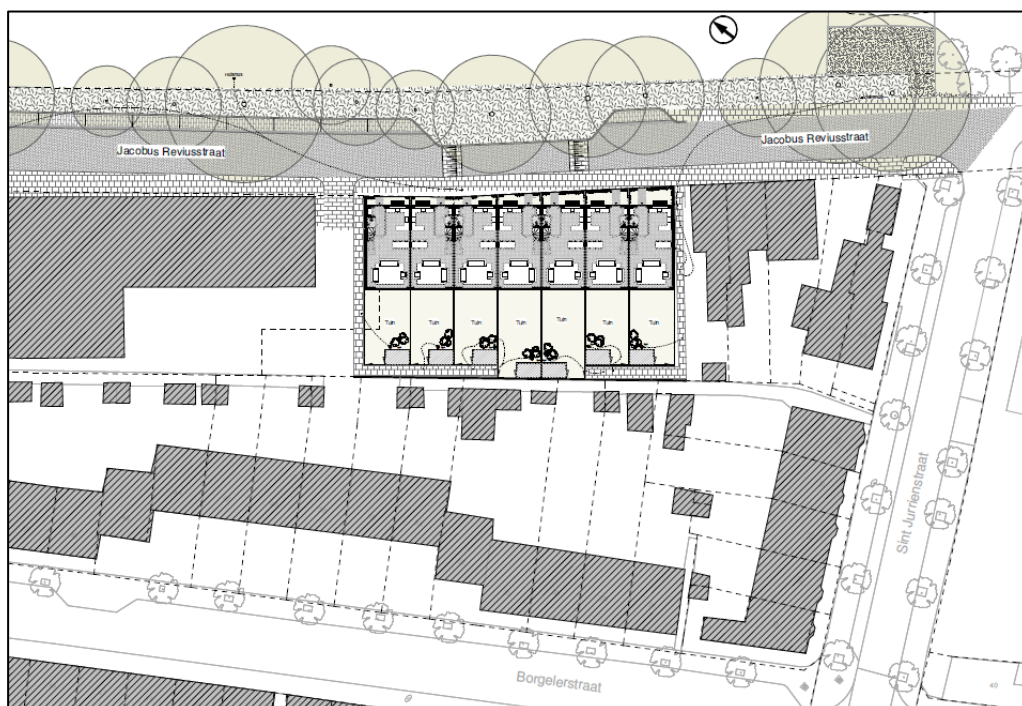 Jacobus Reviusstraat
Jacobus Reviusstraat
Tuin
Tuin
Tuin
Tuin
Tuin
Tuin
Tuin
Sint Jurrienstraat
Borgelerstraat